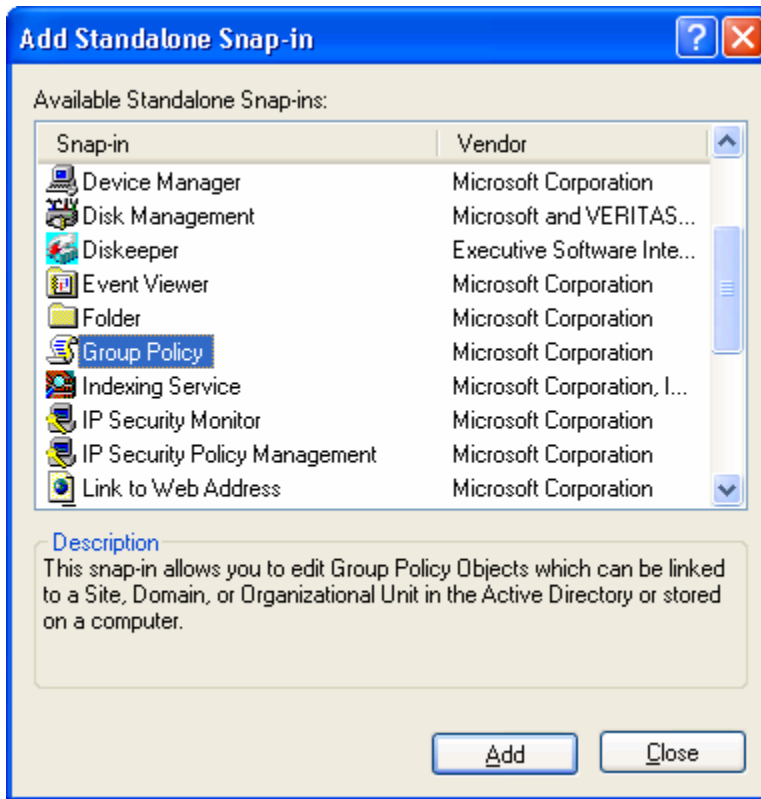 Add Standalone Snap-in
Available Standalone Snap-ins:
Snap-in Vendor
Device Manager Microsoft Corporation
Disk Management Microsoft and VERITAS...
Diskeeper Executive Software Inte...
Event Viewer Microsoft Corporation
Folder Microsoft Corporation
Group Policy Microsoft Corporation
Indexing Service Microsoft Corporation, I...
IP Security Monitor Microsoft Corporation
IP Security Policy Management Microsoft Corporation
Link to Web Address Microsoft Corporation
Description
This snap-in allows you to edit Group Policy Objects which can be linked
to a Site, Domain, or Organizational Unit in the Active Directory or stored
on a computer.
Add Close